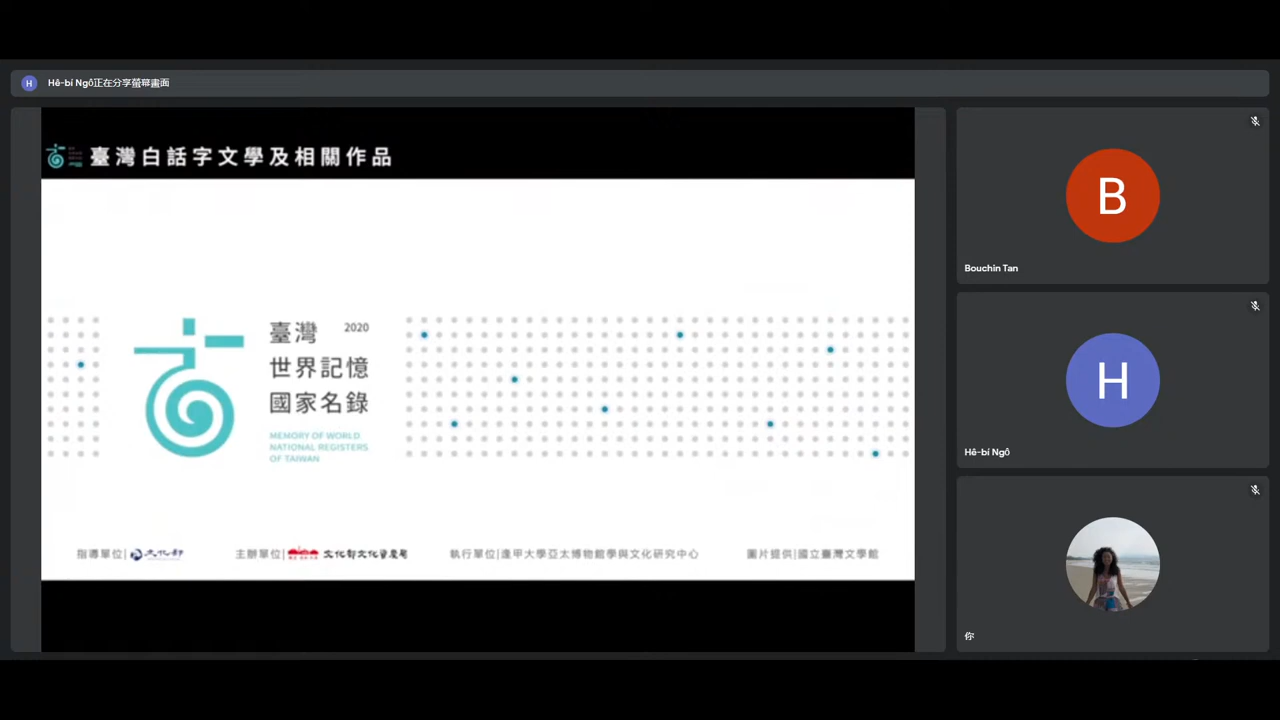 H Hê-bí Ngô正在分享螢幕畫面
臺灣白話字文學及相關作品
臺灣 2020
世界記憶
國家名錄
MEMORY OF WORLD
NATIONAL REGISTERS
OF TAIWAN
指導單位|文化部
主辦單位|文化部文化資產局
執行單位|逢甲大學亞太博物館學與文化研究中心
圖片提供|國立臺灣文學館
B
Bouchin Tan
H
Hê-bí Ngô
你